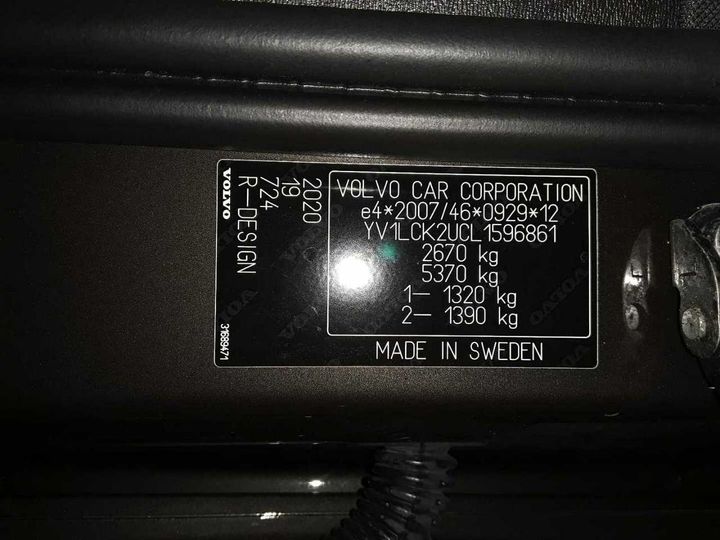 VOLVO CAR CORPORATION
e4*2007/46*0929*12
YV1LCK2UCL1596861
2670 kg
5370 kg
1— 1320 kg
2— 1390 kg
MADE IN SWEDEN
2020
19
724
R—DESIGN
VOLVO
31689471